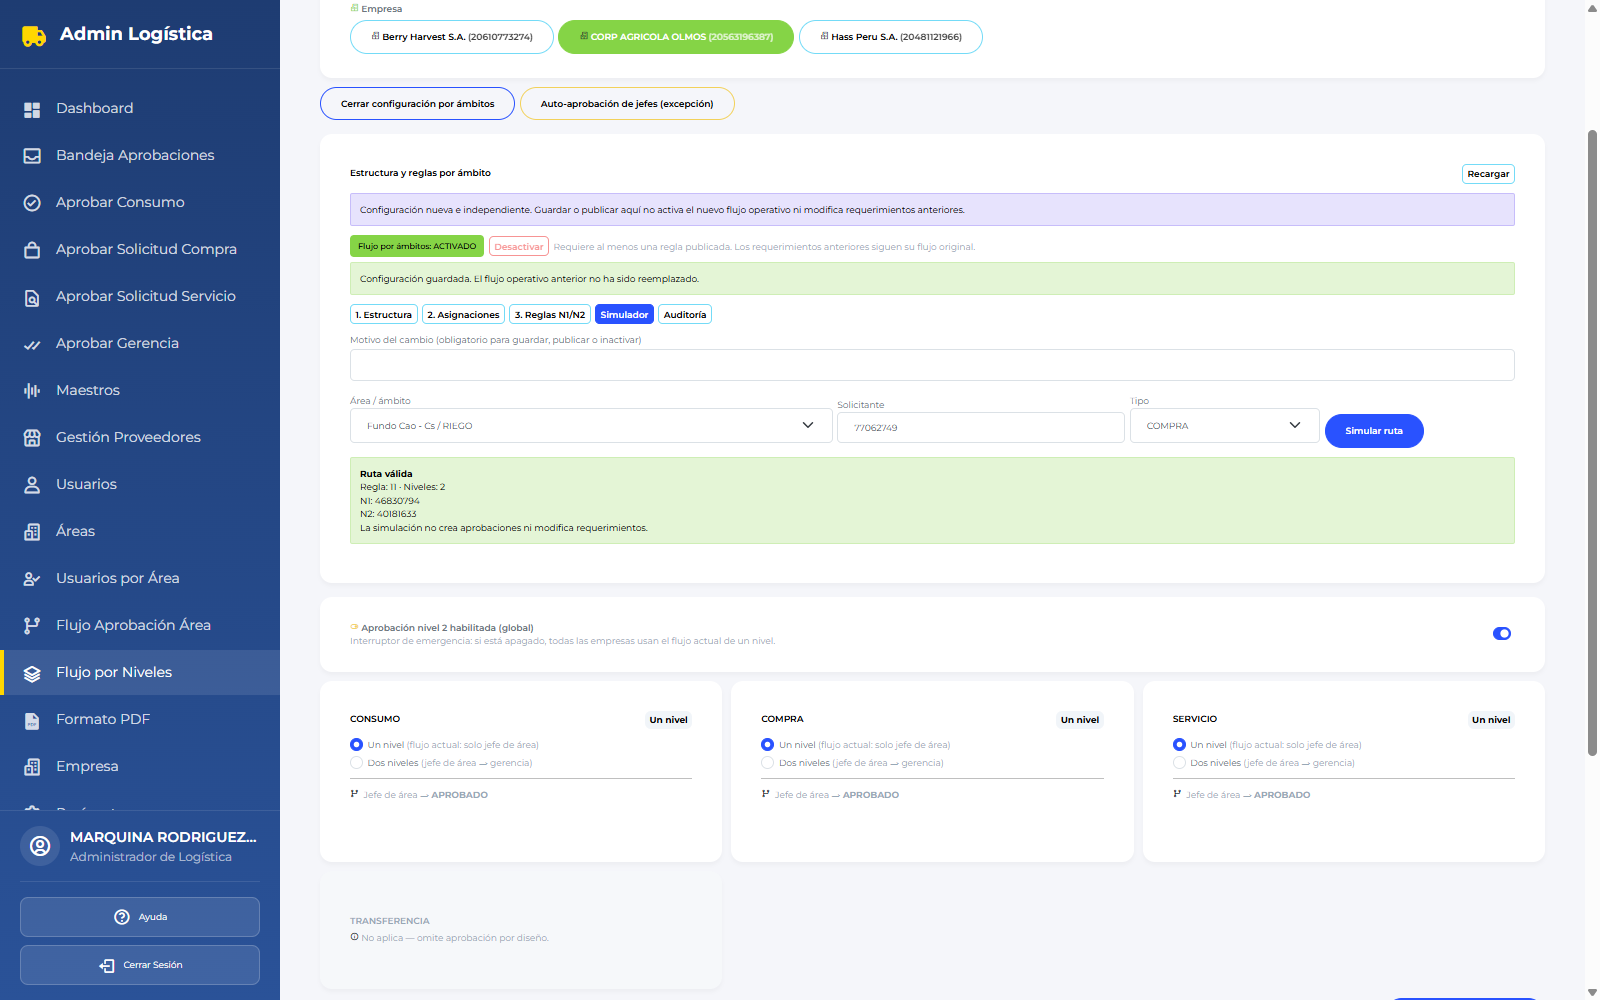 Admin Logística
Dashboard
Bandeja Aprobaciones
Aprobar Consumo
Aprobar Solicitud Compra
Aprobar Solicitud Servicio
Aprobar Gerencia
Maestros
Gestión Proveedores
Usuarios
Áreas
Usuarios por Área
Flujo Aprobación Área
Flujo por Niveles
Formato PDF
Empresa
MARQUINA RODRIGUEZ...
Administrador de Logística
Ayuda
Cerrar Sesión
Empresa
Berry Harvest S.A. (20610773274)
CORP AGRICOLA OLMOS (20563196387)
Hass Peru S.A. (20481121966)
Cerrar configuración por ámbitos
Auto-aprobación de jefes (excepción)
Estructura y reglas por ámbito
Recargar
Configuración nueva e independiente. Guardar o publicar aquí no activa el nuevo flujo operativo ni modifica requerimientos anteriores.
Flujo por ámbitos: ACTIVADO
Desactivar
Requiere al menos una regla publicada. Los requerimientos anteriores siguen su flujo original.
Configuración guardada. El flujo operativo anterior no ha sido reemplazado.
1. Estructura
2. Asignaciones
3. Reglas N1/N2
Simulador
Auditoría
Motivo del cambio (obligatorio para guardar, publicar o inactivar)
Área / ámbito
Fundo Cao - Cs / RIEGO
Solicitante
77062749
Tipo
COMPRA
Simular ruta
Ruta válida
Regla: 11 · Niveles: 2
N1: 46830794
N2: 40181633
La simulación no crea aprobaciones ni modifica requerimientos.
Aprobación nivel 2 habilitada (global)
Interruptor de emergencia: si está apagado, todas las empresas usan el flujo actual de un nivel.
CONSUMO
Un nivel
Un nivel (flujo actual: solo jefe de área)
Dos niveles (jefe de área → gerencia)
Jefe de área → APROBADO
COMPRA
Un nivel
Un nivel (flujo actual: solo jefe de área)
Dos niveles (jefe de área → gerencia)
Jefe de área → APROBADO
SERVICIO
Un nivel
Un nivel (flujo actual: solo jefe de área)
Dos niveles (jefe de área → gerencia)
Jefe de área → APROBADO
TRANSFERENCIA
No aplica — omite aprobación por diseño.